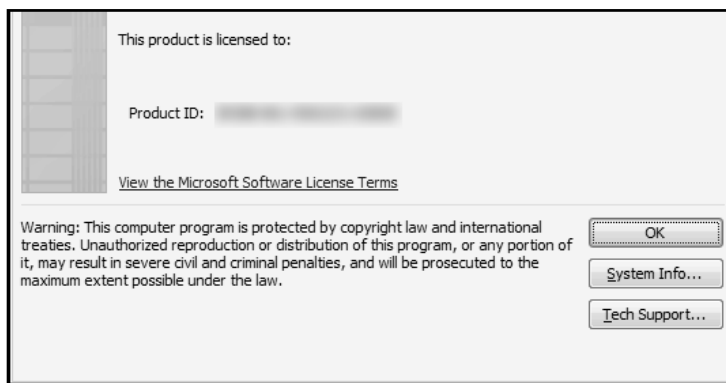 This product is licensed to:
Product ID:
View the Microsoft Software License Terms
Warning: This computer program is protected by copyright law and international
treaties. Unauthorized reproduction or distribution of this program, or any portion of
it, may result in severe civil and criminal penalties, and will be prosecuted to the
maximum extent possible under the law.
OK
System Info...
Tech Support...